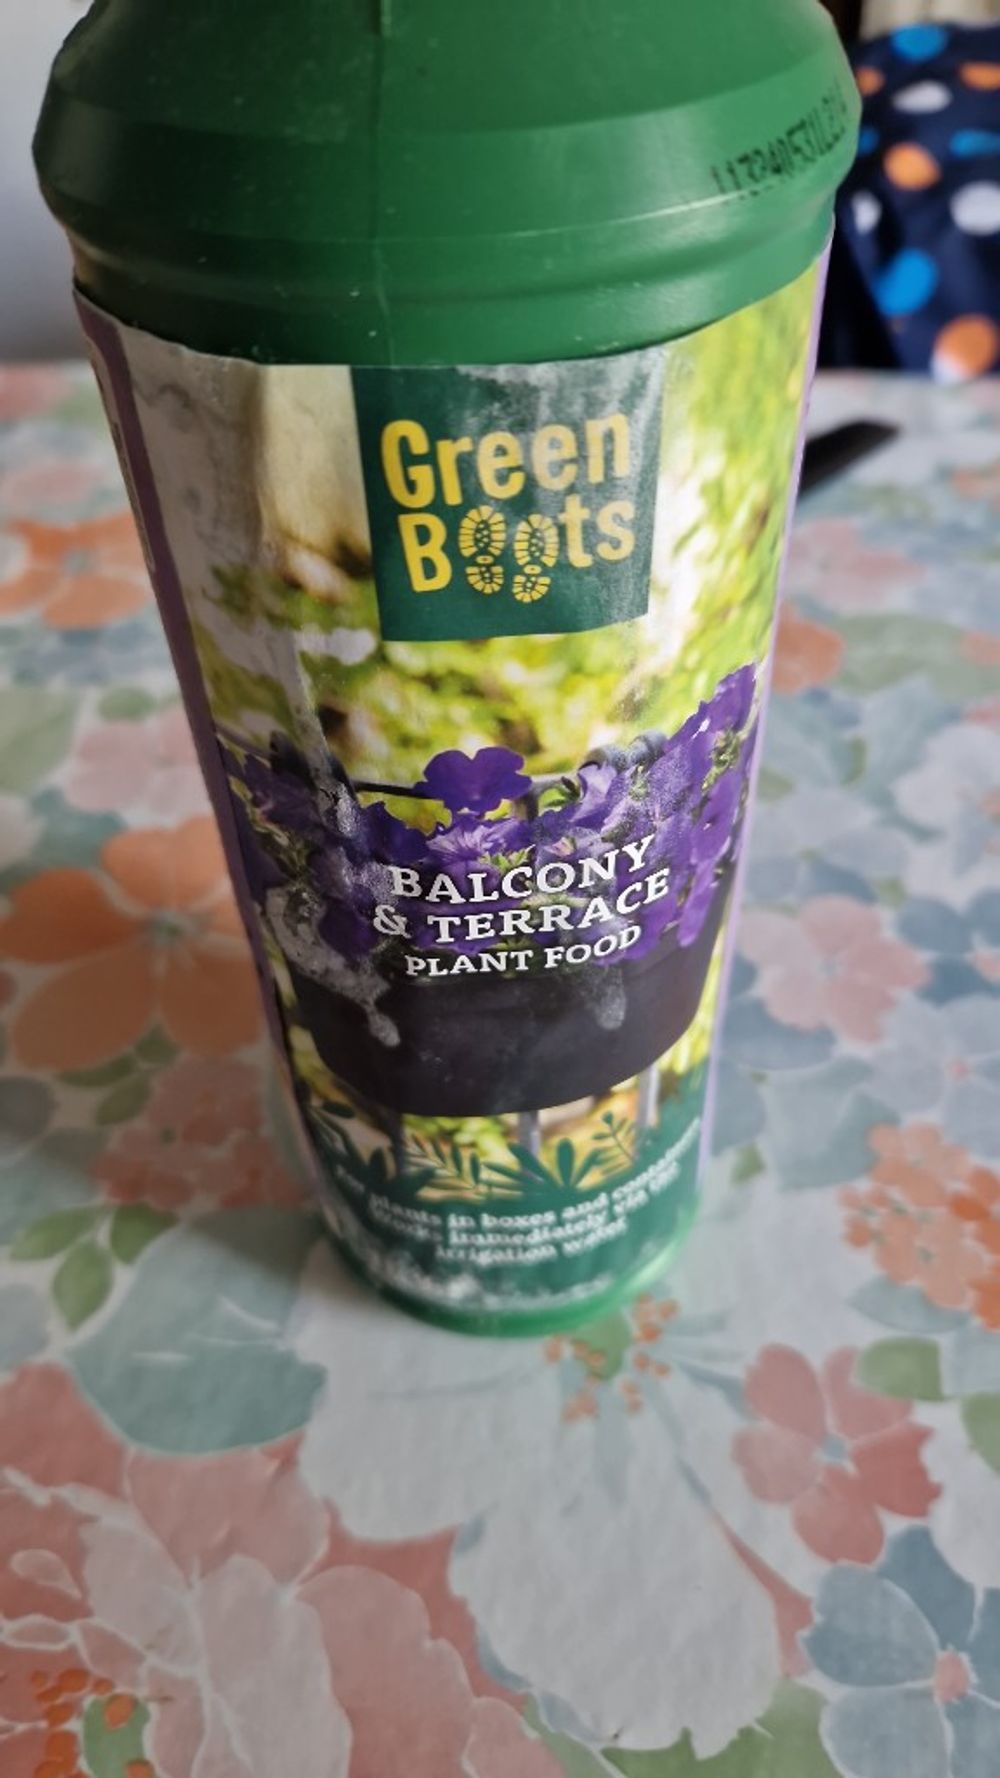 Green
Boots
BALCONY
& TERRACE
PLANT FOOD
For plants in boxes and containers
Works immediately via the
irrigation water